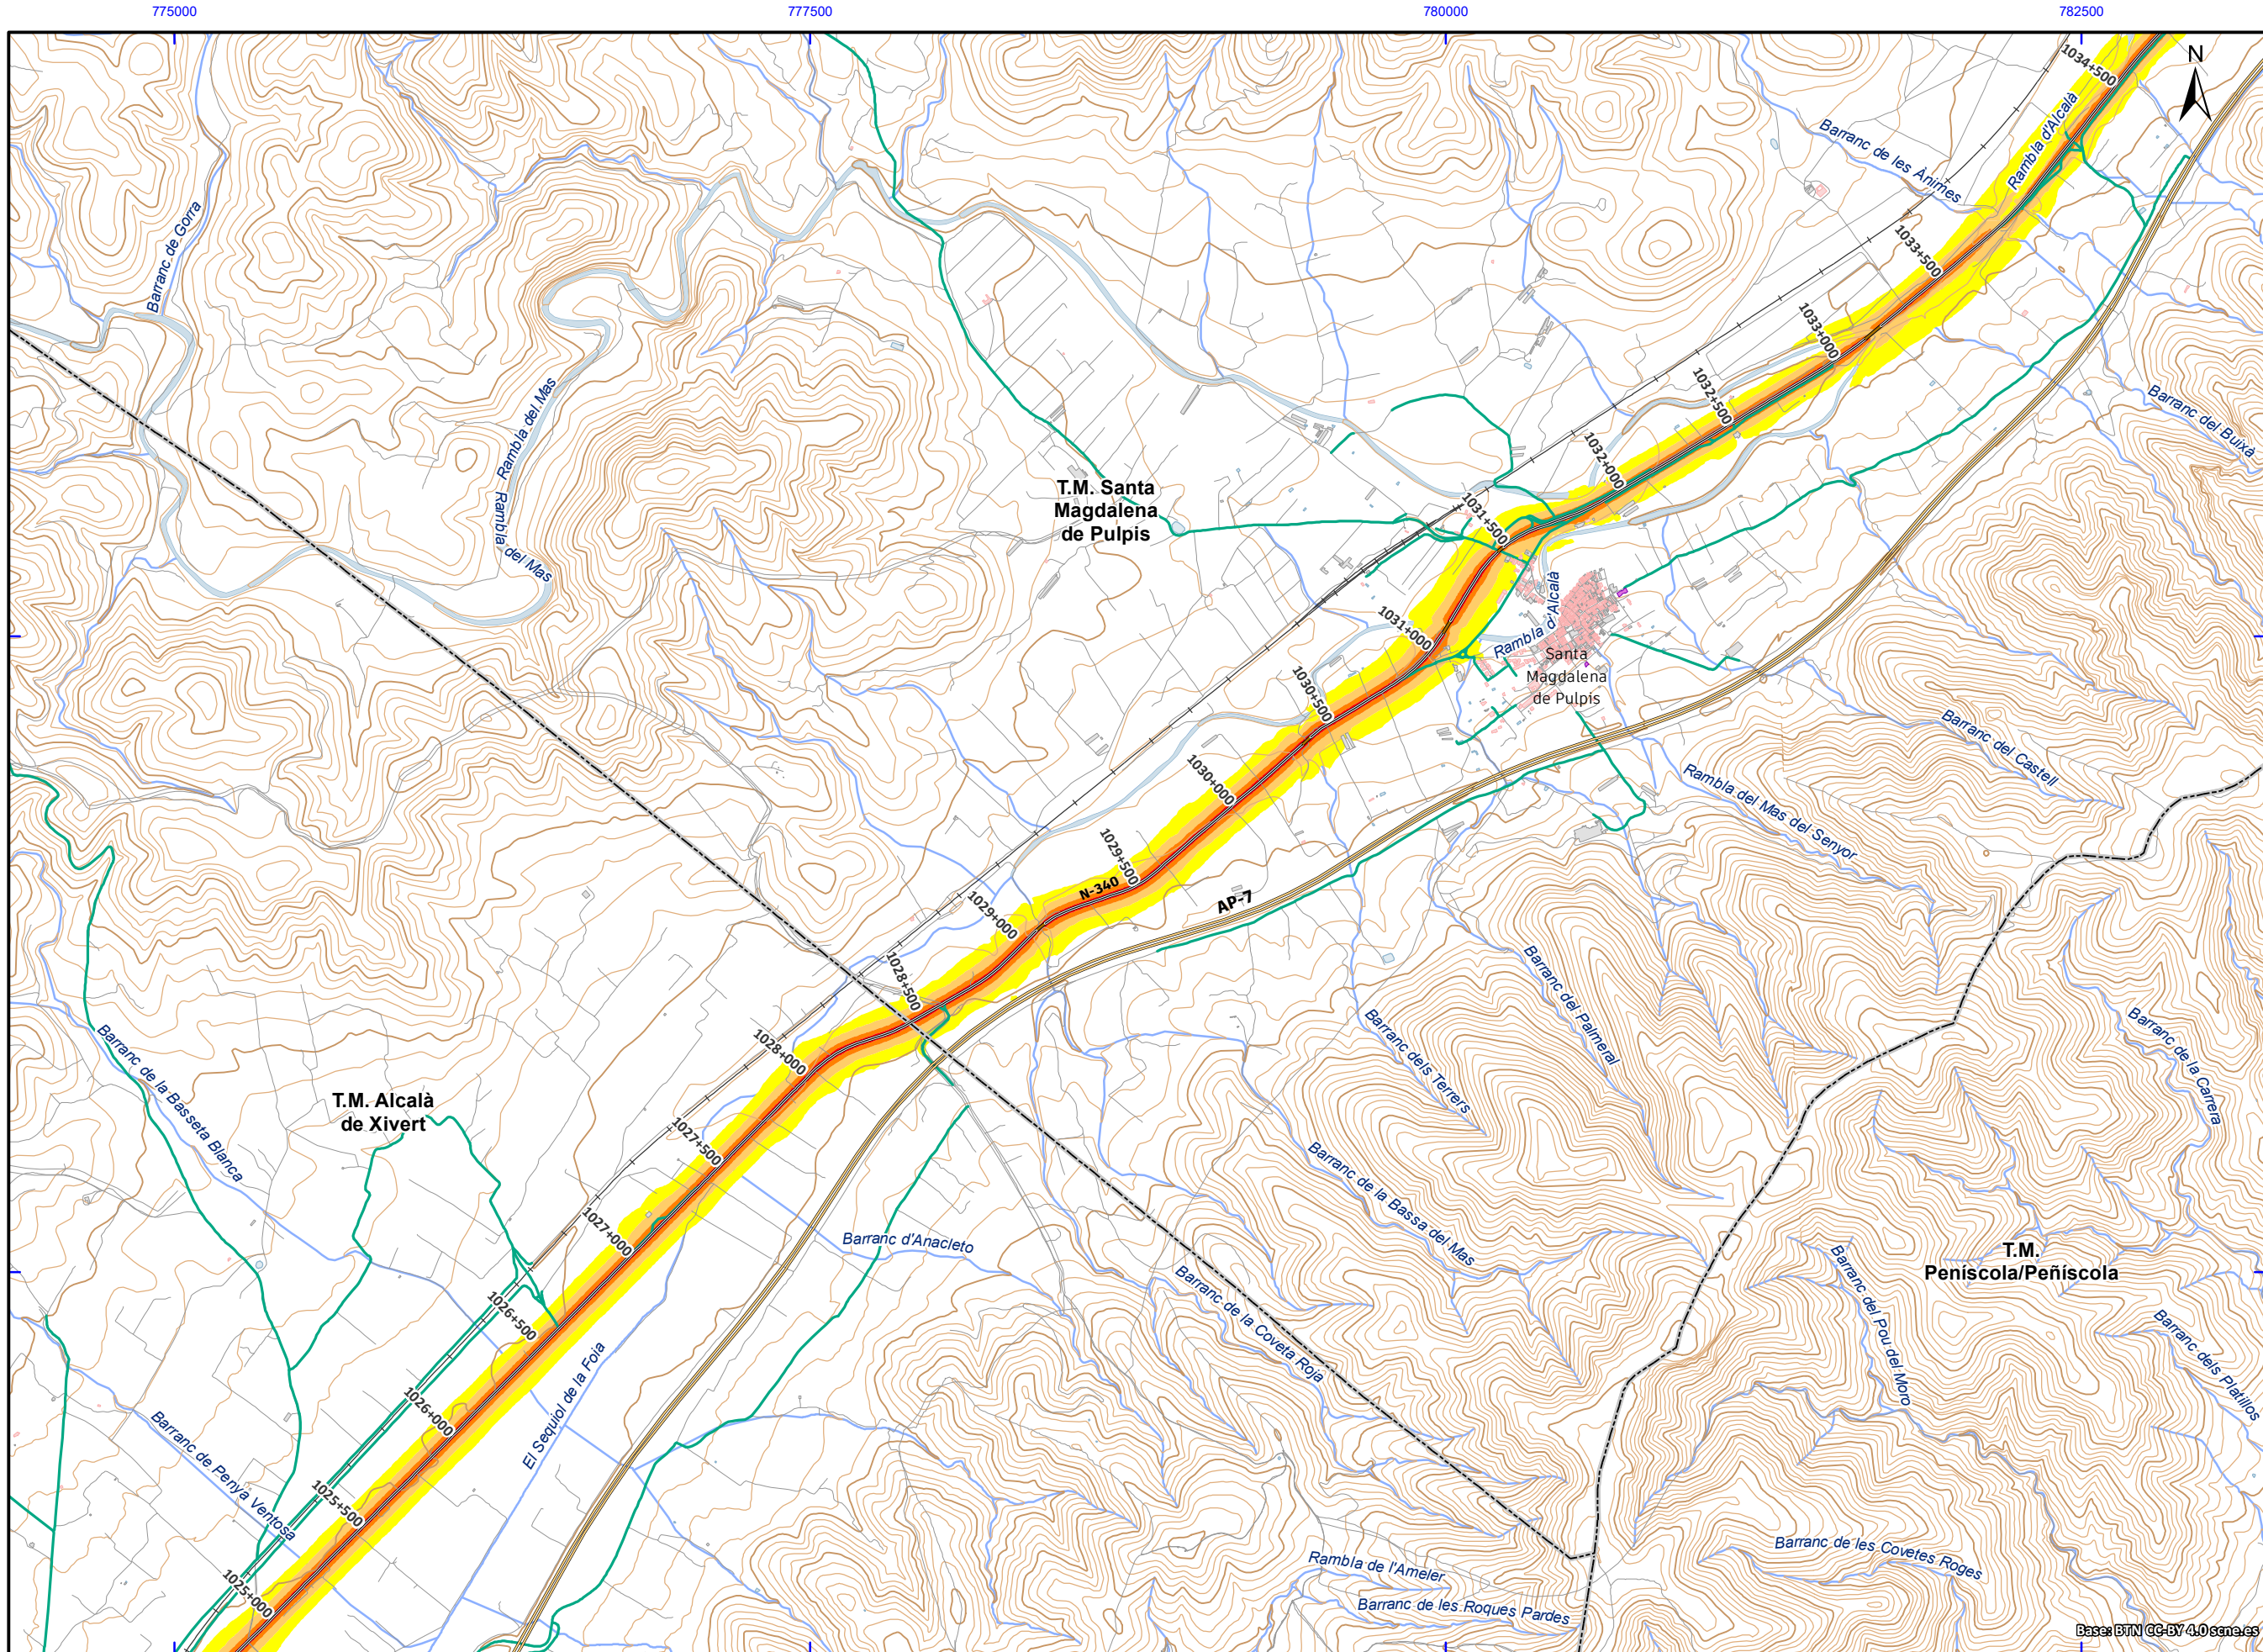 775000
777500
780000
782500
N
1034+500
Rambla d'Alcalà
Barranc de les Ànimes
1033+500
Barranc de Gorra
1033+000
Barranc del Buixà
1032+500
Rambla del Mas
1032+000
T.M. Santa
Magdalena
de Pulpis
1031+500
Rambla del Mas
Rambla d'Alcalà
1031+000
Santa
Magdalena
de Pulpis
1030+500
Barranc del Castell
1030+000
Rambla del Mas del Senyor
1029+500
N-340
AP-7
1029+000
1028+500
Barranc del Palmeral
Barranc dels Terrers
Barranc de la Carrera
1028+000
Barranc de la Basseta Blanca
T.M. Alcalà
de Xivert
1027+500
Barranc de la Bassa del Mas
1027+000
Barranc d'Anacleto
T.M.
Peníscola/Peñíscola
Barranc de la Coveta Roja
Barranc del Pou del Moro
1026+500
Barranc dels Platillos
El Sequiol de la Foia
1026+000
Barranc de Penya Ventosa
1025+500
Barranc de les Covetes Roges
Rambla de l'Ameler
1025+000
Barranc de les Roques Pardes
Base: BTN CC-BY 4.0 scne.es